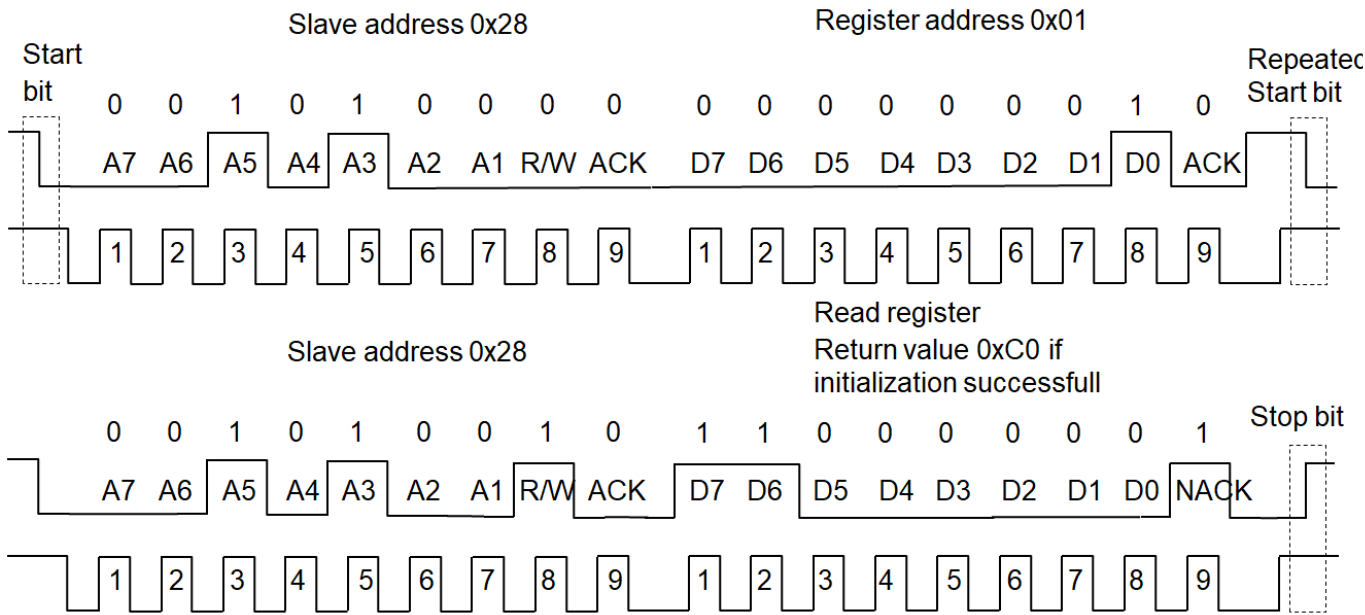 Slave address 0x28
Register address 0x01
Start
bit
Repeated
Start bit
0 0 1 0 1 0 0 0 0 0 0 0 0 0 0 0 1 0
A7 A6 A5 A4 A3 A2 A1 R/W ACK D7 D6 D5 D4 D3 D2 D1 D0 ACK
1 2 3 4 5 6 7 8 9 1 2 3 4 5 6 7 8 9
Slave address 0x28
Read register
Return value 0xC0 if
initialization successfull
Stop bit
0 0 1 0 1 0 0 1 0 1 1 0 0 0 0 0 0 1
A7 A6 A5 A4 A3 A2 A1 R/W ACK D7 D6 D5 D4 D3 D2 D1 D0 NACK
1 2 3 4 5 6 7 8 9 1 2 3 4 5 6 7 8 9